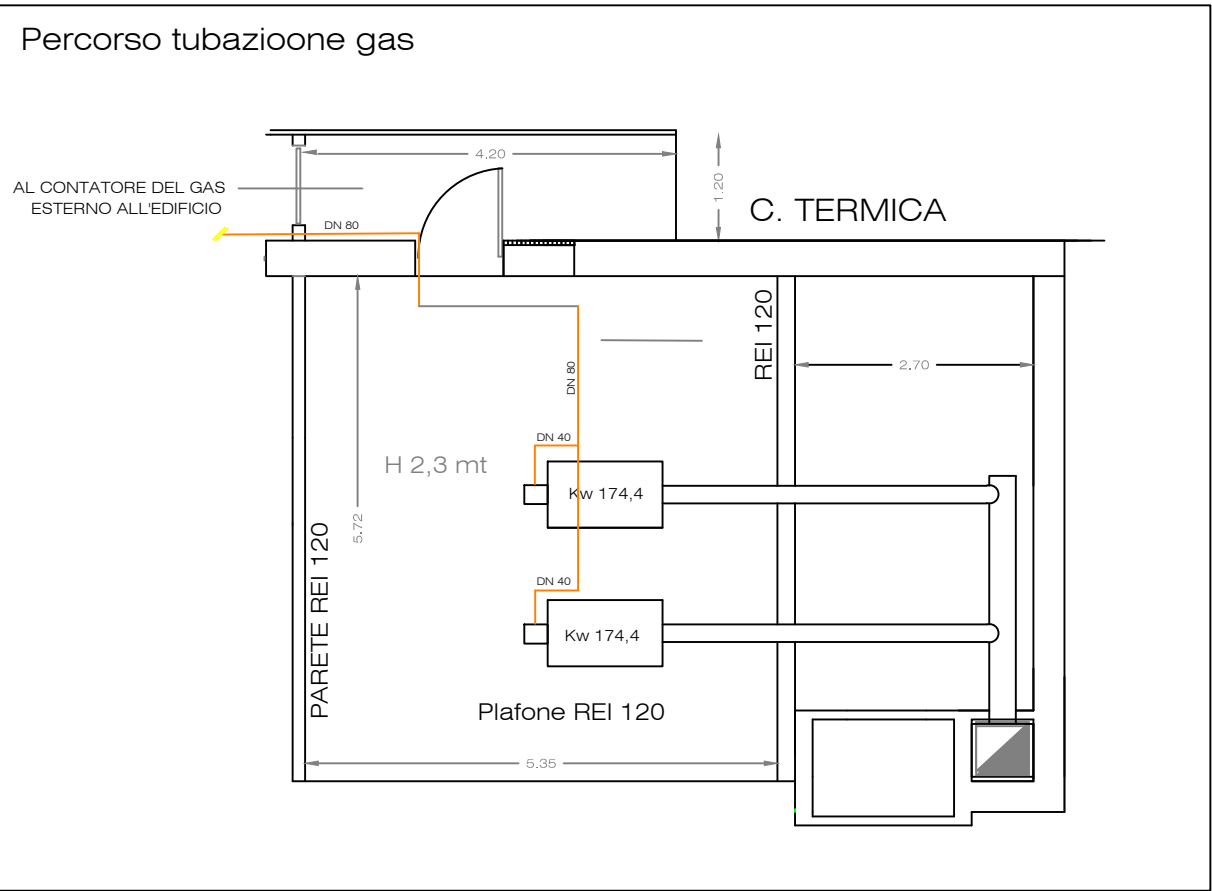 Percorso tubazioone gas
4.20
1.20
AL CONTATORE DEL GAS
ESTERNO ALL'EDIFICIO
DN 80
C. TERMICA
REI 120
2.70
DN 80
DN 40
H 2,3 mt
Kw 174,4
5.72
PARETE REI 120
DN 40
Kw 174,4
Plafone REI 120
5.35